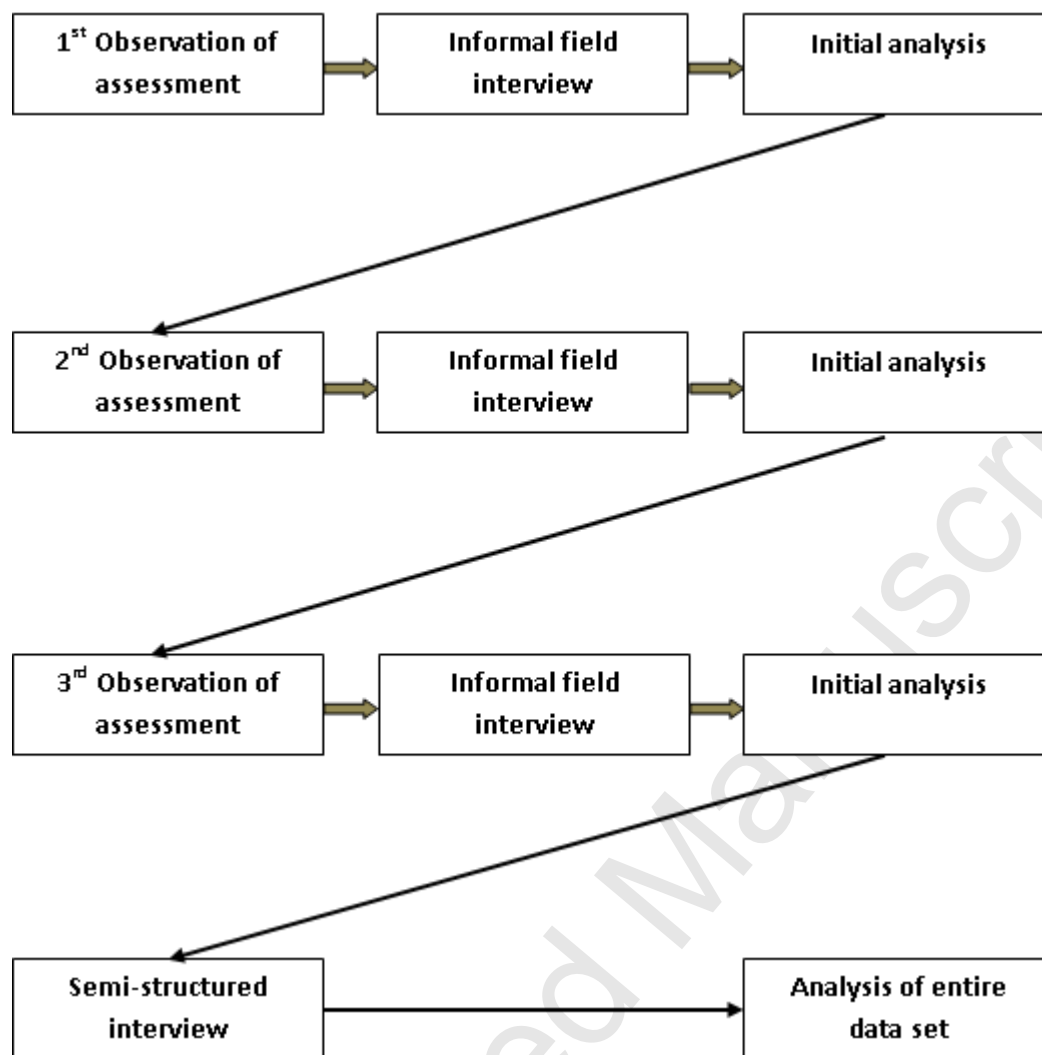 1st Observation of
assessment
Informal field
interview
Initial analysis
2nd Observation of
assessment
Informal field
interview
Initial analysis
3rd Observation of
assessment
Informal field
interview
Initial analysis
Semi-structured
interview
Analysis of entire
data set